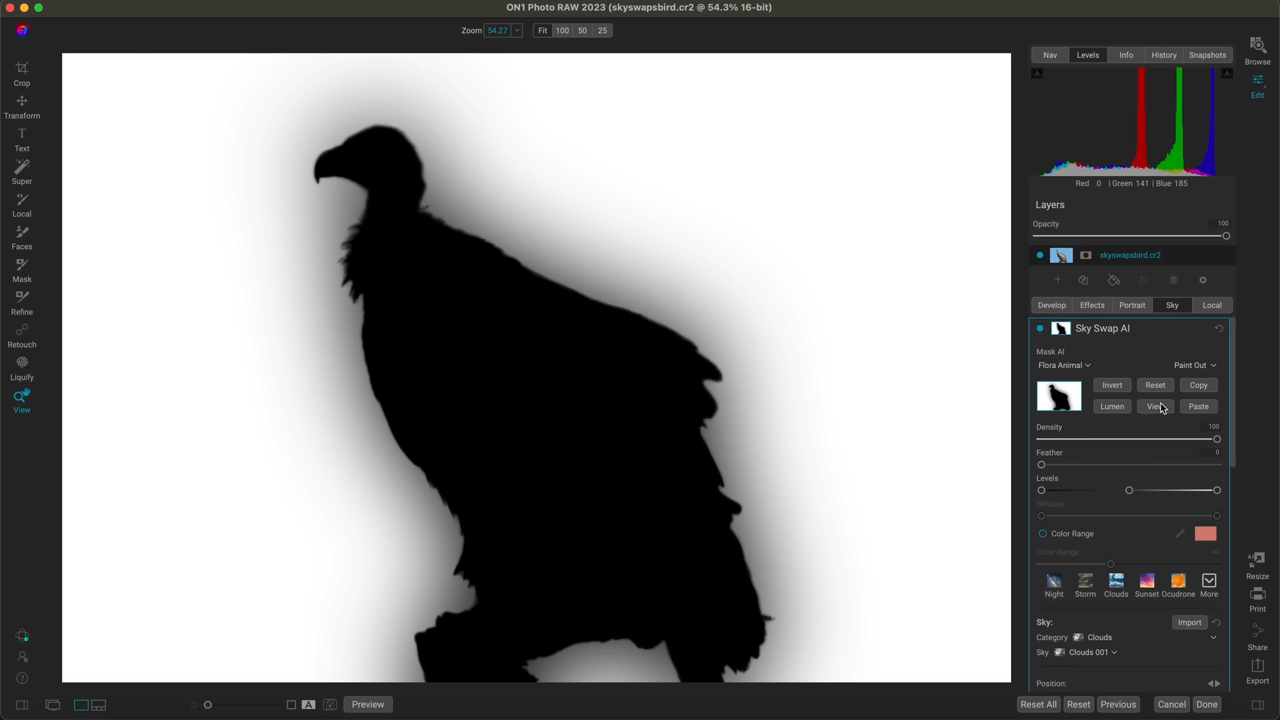 ON1 Photo RAW 2023 (skyswapsbird.cr2 @ 54.3% 16-bit)
Zoom 54.27 Fit 100 50 25
Crop
Transform
Text
Super
Local
Faces
Mask
Refine
Retouch
Liquify
View
Nav Levels Info History Snapshots
Red 0 | Green 141 | Blue 185
Layers
Opacity 100
skyswapsbird.cr2
Develop Effects Portrait Sky Local
Sky Swap AI
Mask AI
Flora Animal Paint Out
Invert Reset Copy
Lumen View Paste
Density 100
Feather 0
Levels
Window
Color Range
Color Range
Night Storm Clouds Sunset Ocudrone More
Sky: Import
Category Clouds
Sky Clouds 001
Position:
Browse
Edit
Resize
Print
Share
Export
A Preview
Reset All Reset Previous Cancel Done